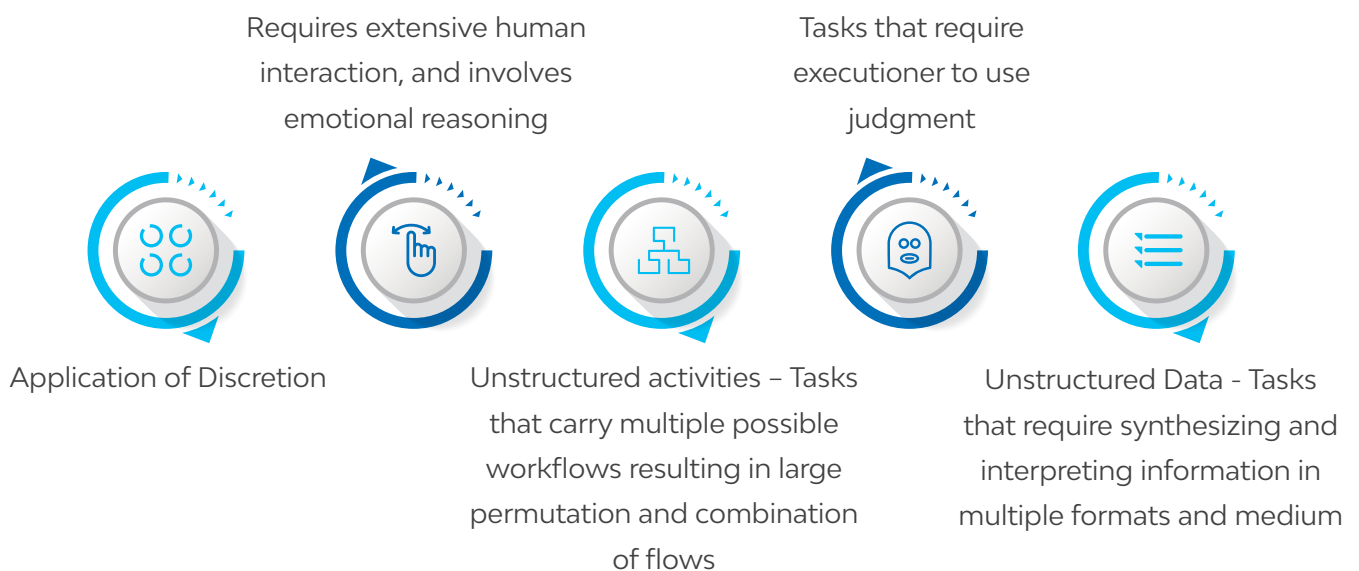 Requires extensive human
interaction, and involves
emotional reasoning
Tasks that require
executioner to use
judgment
Application of Discretion
Unstructured activities – Tasks
that carry multiple possible
workflows resulting in large
permutation and combination
of flows
Unstructured Data - Tasks
that require synthesizing and
interpreting information in
multiple formats and medium